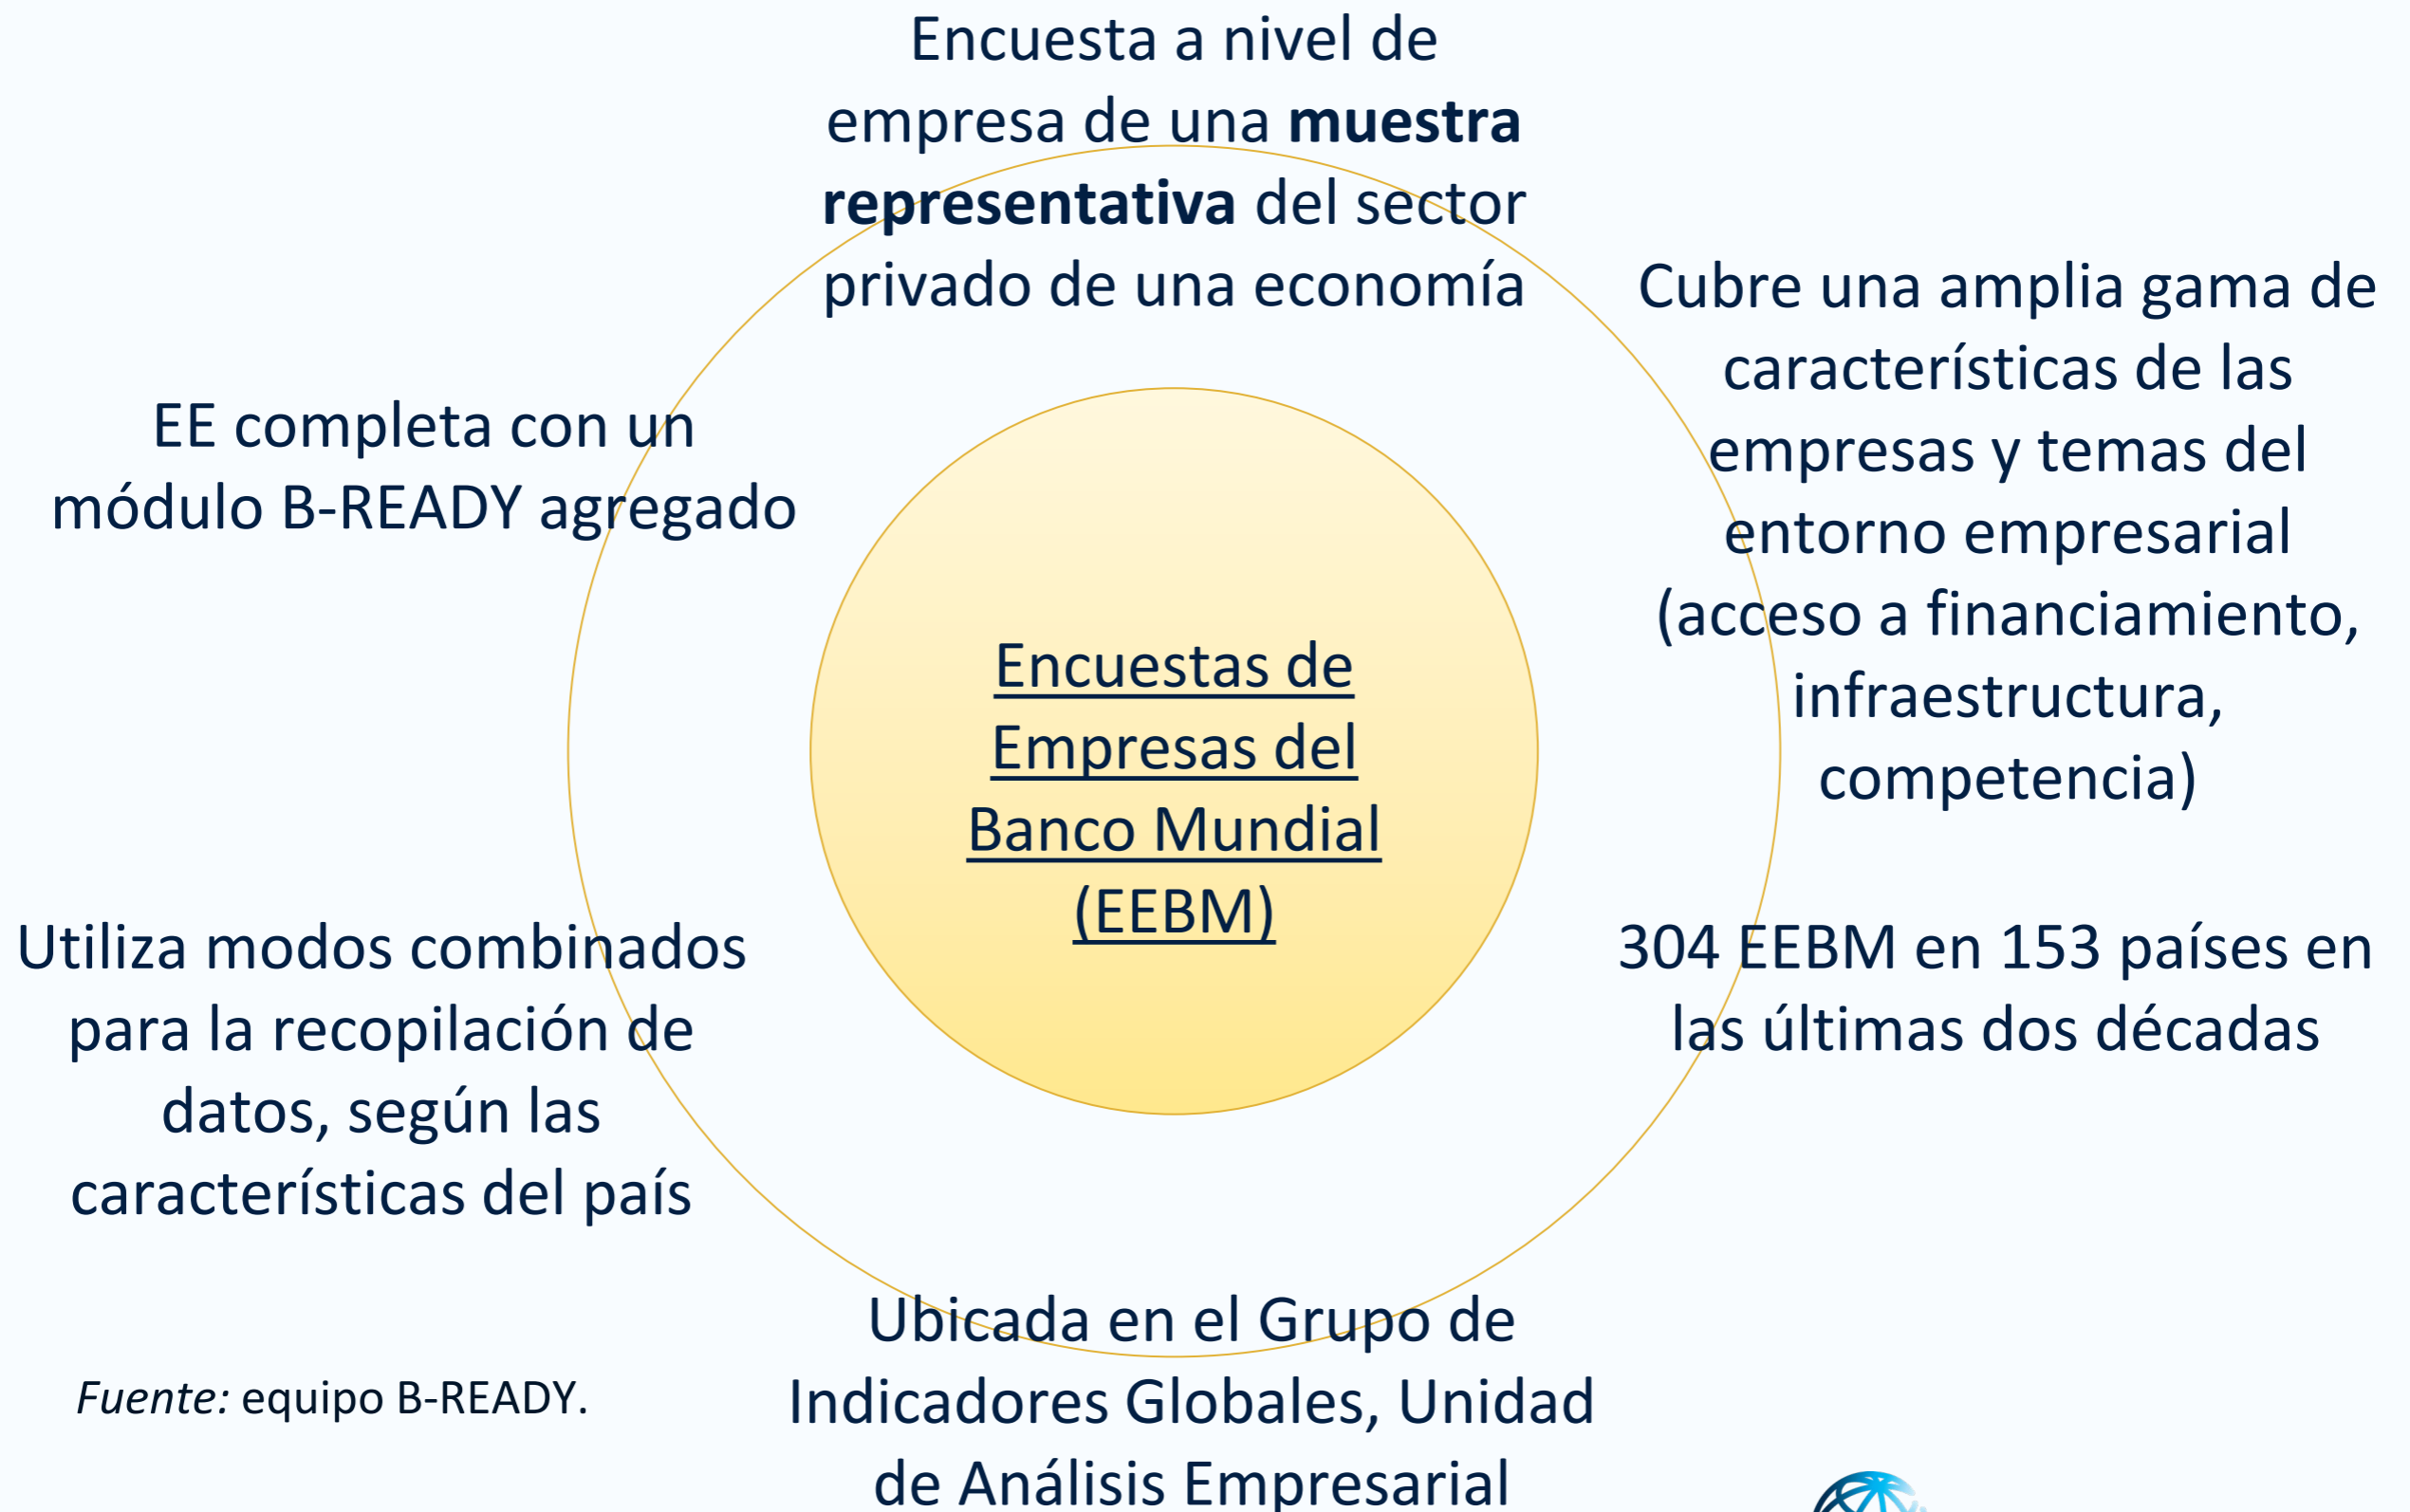 Encuesta a nivel de
empresa de una muestra
representativa del sector
privado de una economía
Cubre una amplia gama de
características de las
empresas y temas del
entorno empresarial
(acceso a financiamiento,
infraestructura,
competencia)
304 EEBM en 153 países en
las últimas dos décadas
Ubicada en el Grupo de
Indicadores Globales, Unidad
de Análisis Empresarial
Utiliza modos combinados
para la recopilación de
datos, según las
características del país
EE completa con un
módulo B-READY agregado
Encuestas de
Empresas del
Banco Mundial
(EEBM)
Fuente: equipo B-READY.